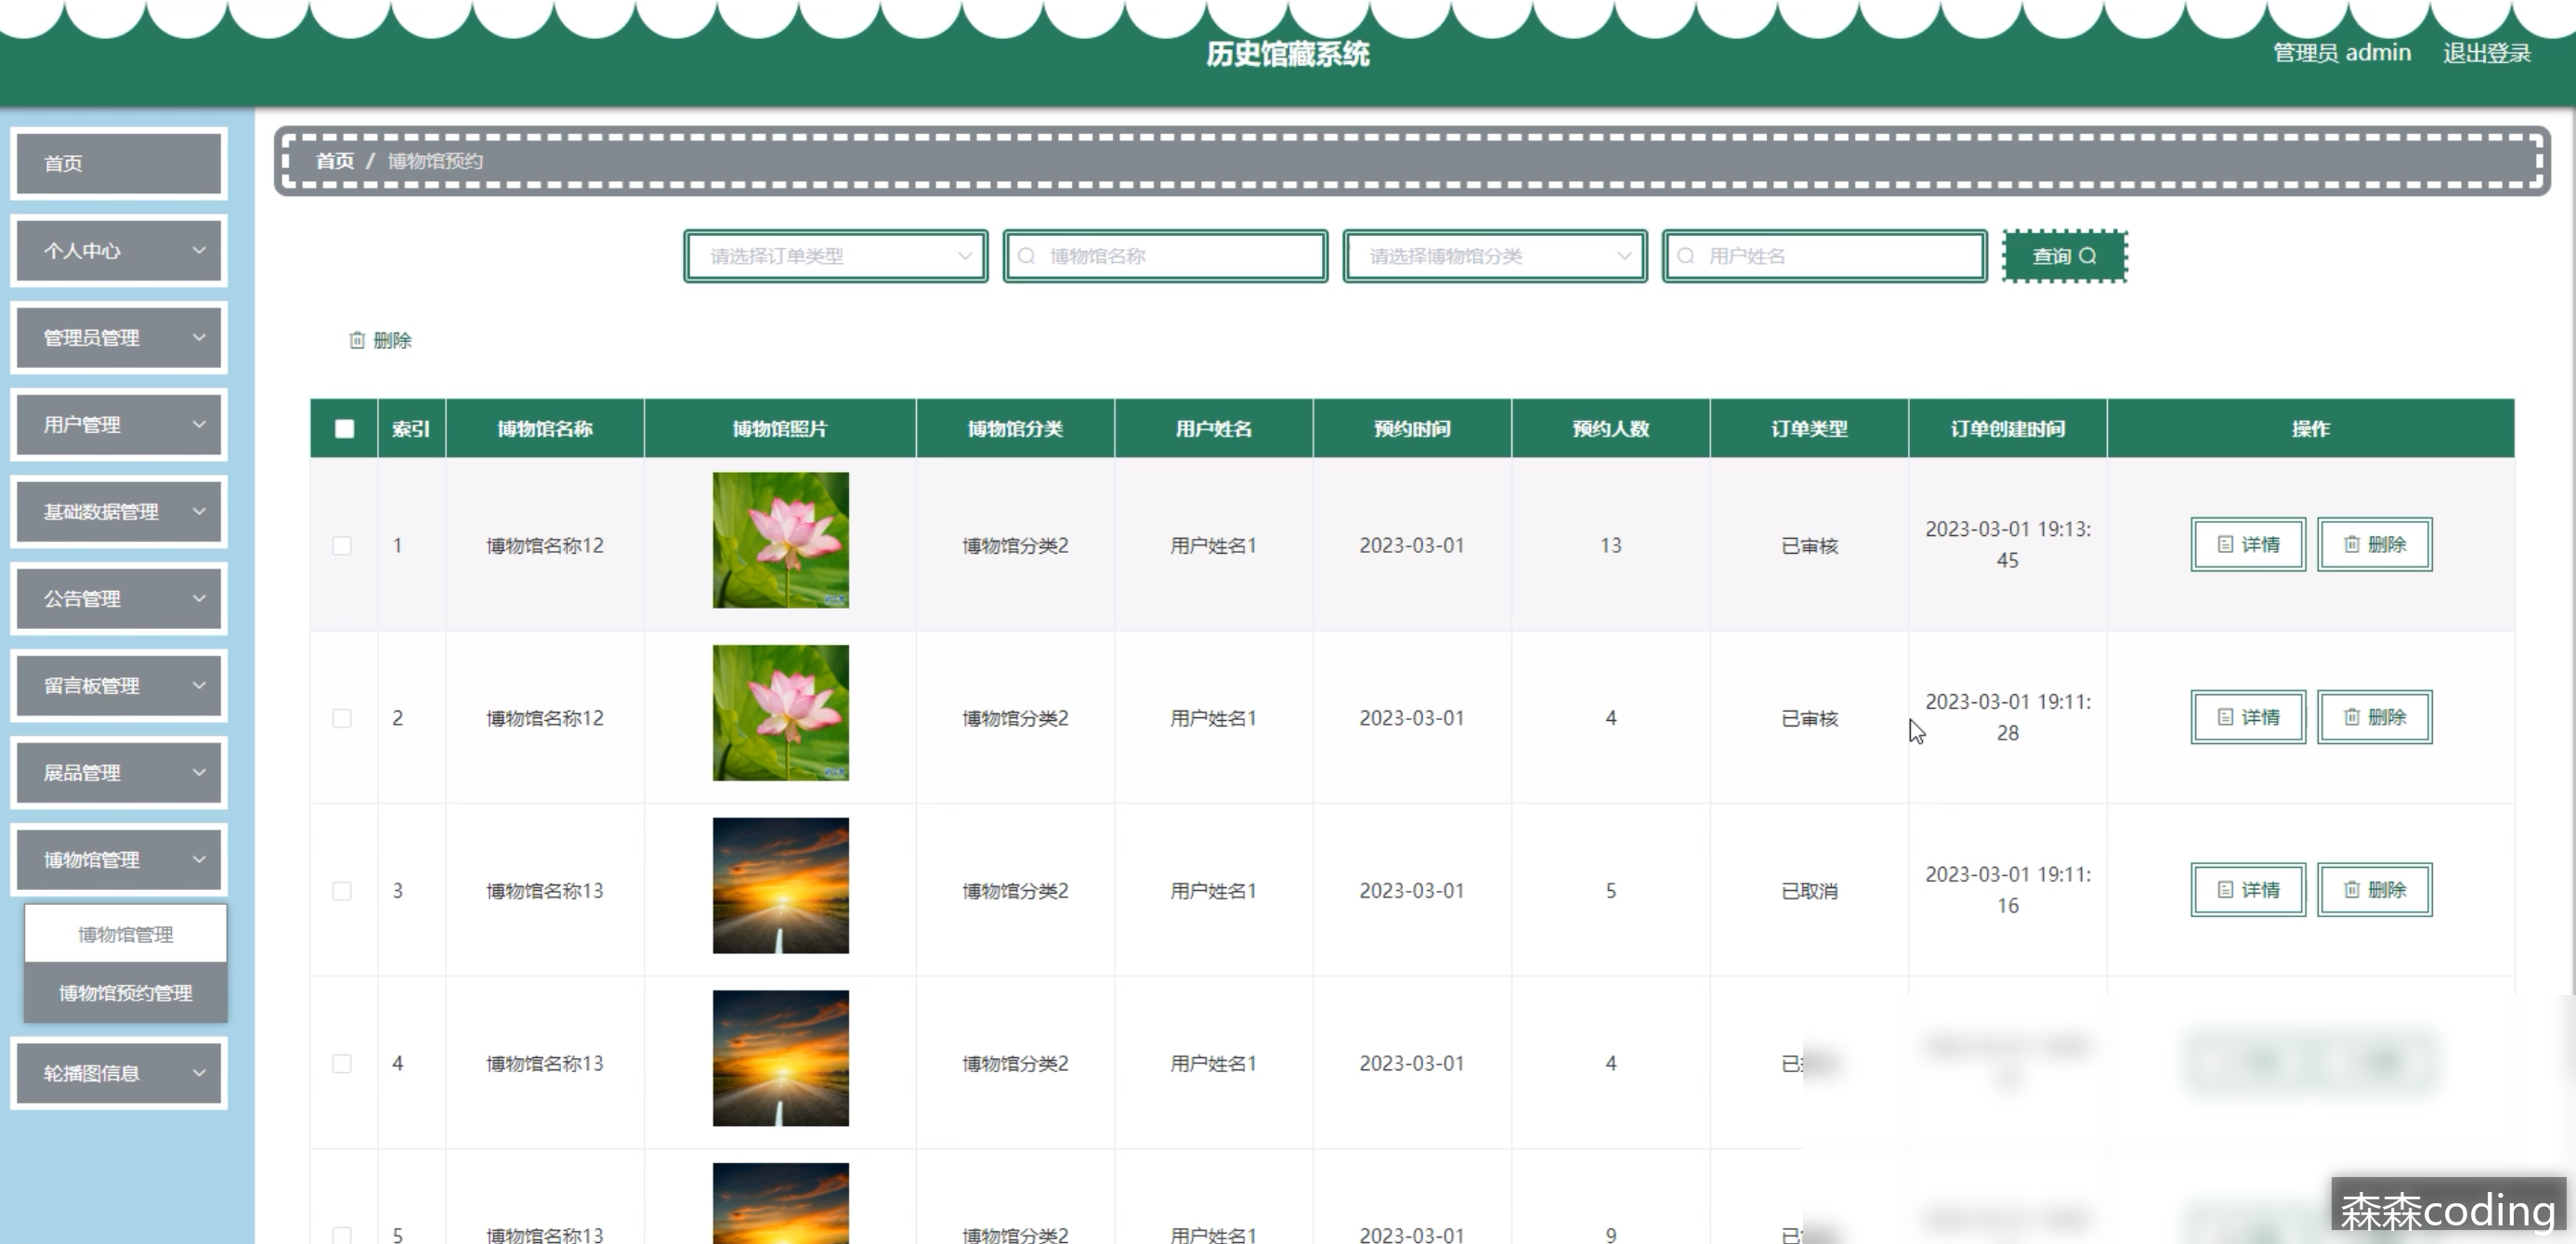 历史馆藏系统
管理员 admin 退出登录
首页
个人中心
管理员管理
用户管理
基础数据管理
公告管理
留言板管理
展品管理
博物馆管理
博物馆管理
博物馆预约管理
轮播图信息
首页 / 博物馆预约
请选择订单类型 博物馆名称 请选择博物馆分类 用户姓名 查询
删除
索引 博物馆名称 博物馆照片 博物馆分类 用户姓名 预约时间 预约人数 订单类型 订单创建时间 操作
1 博物馆名称12 博物馆分类2 用户姓名1 2023-03-01 13 已审核 2023-03-01 19:13:45 详情 删除
2 博物馆名称12 博物馆分类2 用户姓名1 2023-03-01 4 已审核 2023-03-01 19:11:28 详情 删除
3 博物馆名称13 博物馆分类2 用户姓名1 2023-03-01 5 已取消 2023-03-01 19:11:16 详情 删除
4 博物馆名称13 博物馆分类2 用户姓名1 2023-03-01 4 已
5 博物馆名称13 博物馆分类2 用户姓名1 2023-03-01 9 已
森森coding